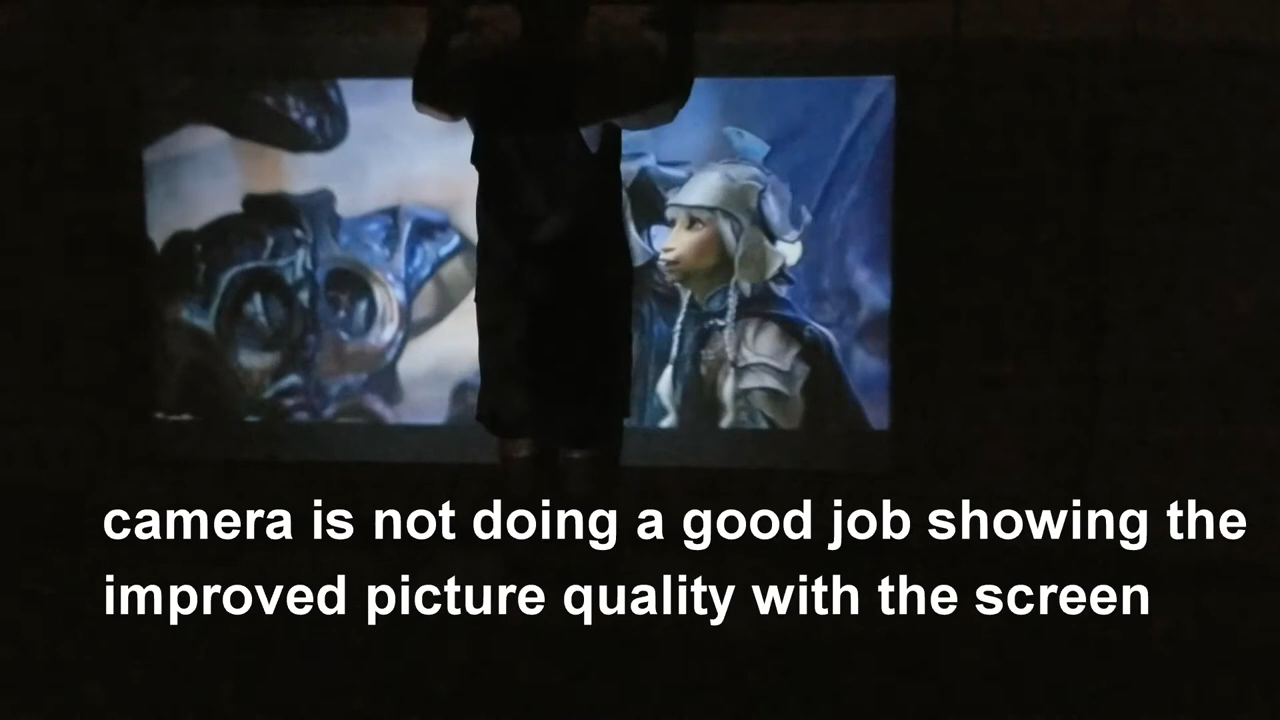 camera is not doing a good job showing the
improved picture quality with the screen